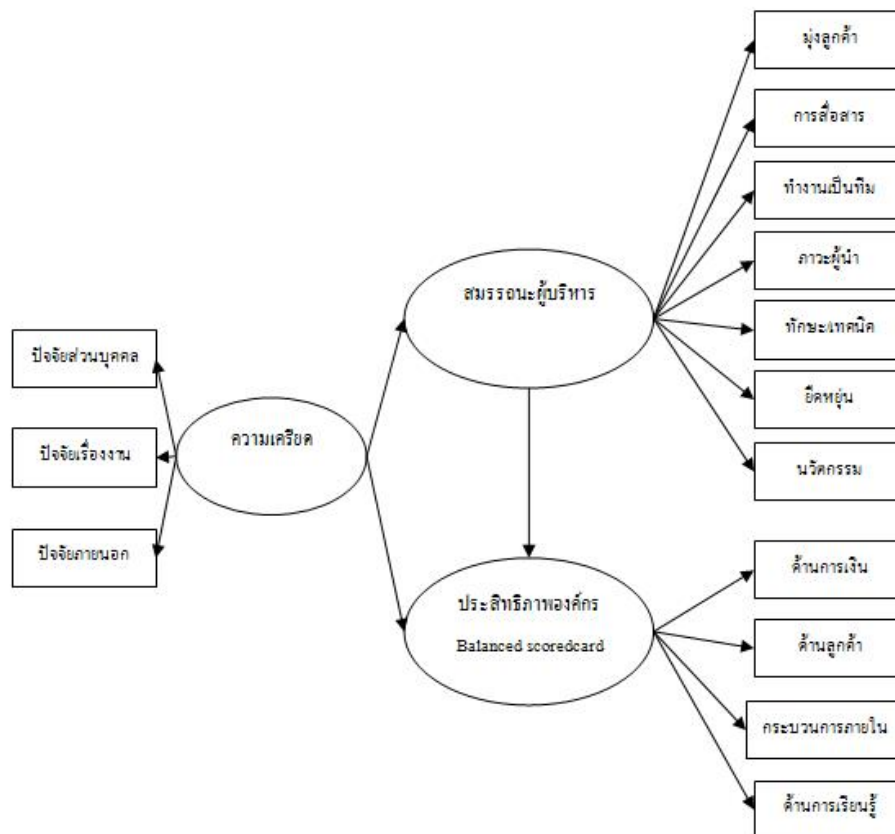 มุ่งลูกค้า
การสื่อสาร
ทำงานเป็นทีม
ภาวะผู้นำ
สมรรถนะผู้บริหาร
ทักษะ/เทคนิค
ปัจจัยส่วนบุคคล
ยืดหยุ่น
ความเครียด
ปัจจัยเรื่องงาน
นวัตกรรม
ปัจจัยภายนอก
ด้านการเงิน
ประสิทธิภาพองค์กร
Balanced scoredcard
ด้านลูกค้า
กระบวนการภายใน
ด้านการเรียนรู้